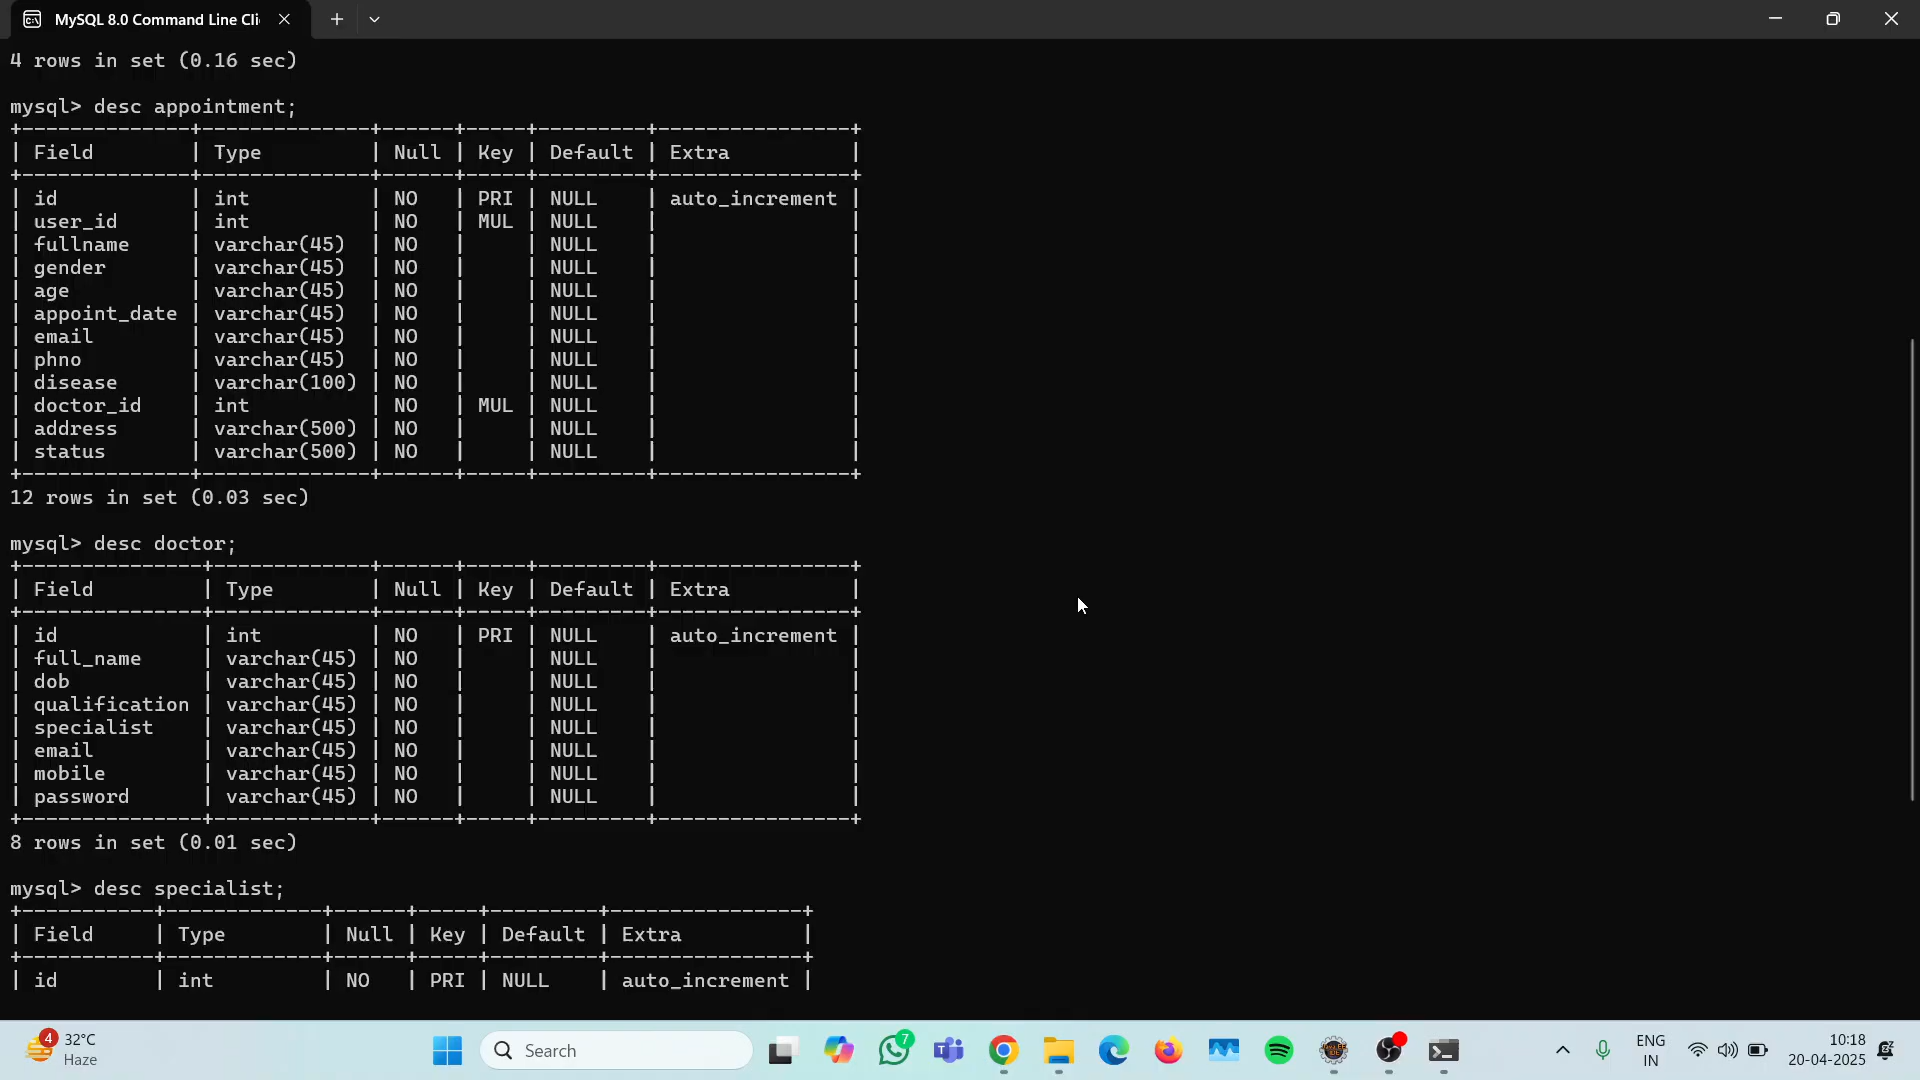 MySQL 8.0 Command Line Cli
4 rows in set (0.16 sec)
mysql> desc appointment;
+--------------+--------------+------+-----+---------+----------------+
| Field        | Type         | Null | Key | Default | Extra          |
+--------------+--------------+------+-----+---------+----------------+
| id           | int          | NO   | PRI | NULL    | auto_increment |
| user_id      | int          | NO   | MUL | NULL    |                |
| fullname     | varchar(45)  | NO   |     | NULL    |                |
| gender       | varchar(45)  | NO   |     | NULL    |                |
| age          | varchar(45)  | NO   |     | NULL    |                |
| appoint_date | varchar(45)  | NO   |     | NULL    |                |
| email        | varchar(45)  | NO   |     | NULL    |                |
| phno         | varchar(45)  | NO   |     | NULL    |                |
| disease      | varchar(100) | NO   |     | NULL    |                |
| doctor_id    | int          | NO   | MUL | NULL    |                |
| address      | varchar(500) | NO   |     | NULL    |                |
| status       | varchar(500) | NO   |     | NULL    |                |
+--------------+--------------+------+-----+---------+----------------+
12 rows in set (0.03 sec)
mysql> desc doctor;
+---------------+-------------+------+-----+---------+----------------+
| Field         | Type        | Null | Key | Default | Extra          |
+---------------+-------------+------+-----+---------+----------------+
| id            | int         | NO   | PRI | NULL    | auto_increment |
| full_name     | varchar(45) | NO   |     | NULL    |                |
| dob           | varchar(45) | NO   |     | NULL    |                |
| qualification | varchar(45) | NO   |     | NULL    |                |
| specialist    | varchar(45) | NO   |     | NULL    |                |
| email         | varchar(45) | NO   |     | NULL    |                |
| mobile        | varchar(45) | NO   |     | NULL    |                |
| password      | varchar(45) | NO   |     | NULL    |                |
+---------------+-------------+------+-----+---------+----------------+
8 rows in set (0.01 sec)
mysql> desc specialist;
+-----------+-------------+------+-----+---------+----------------+
| Field     | Type        | Null | Key | Default | Extra          |
+-----------+-------------+------+-----+---------+----------------+
| id        | int         | NO   | PRI | NULL    | auto_increment |
4
32°C
Haze
Search
7
ENG
IN
10:18
20-04-2025